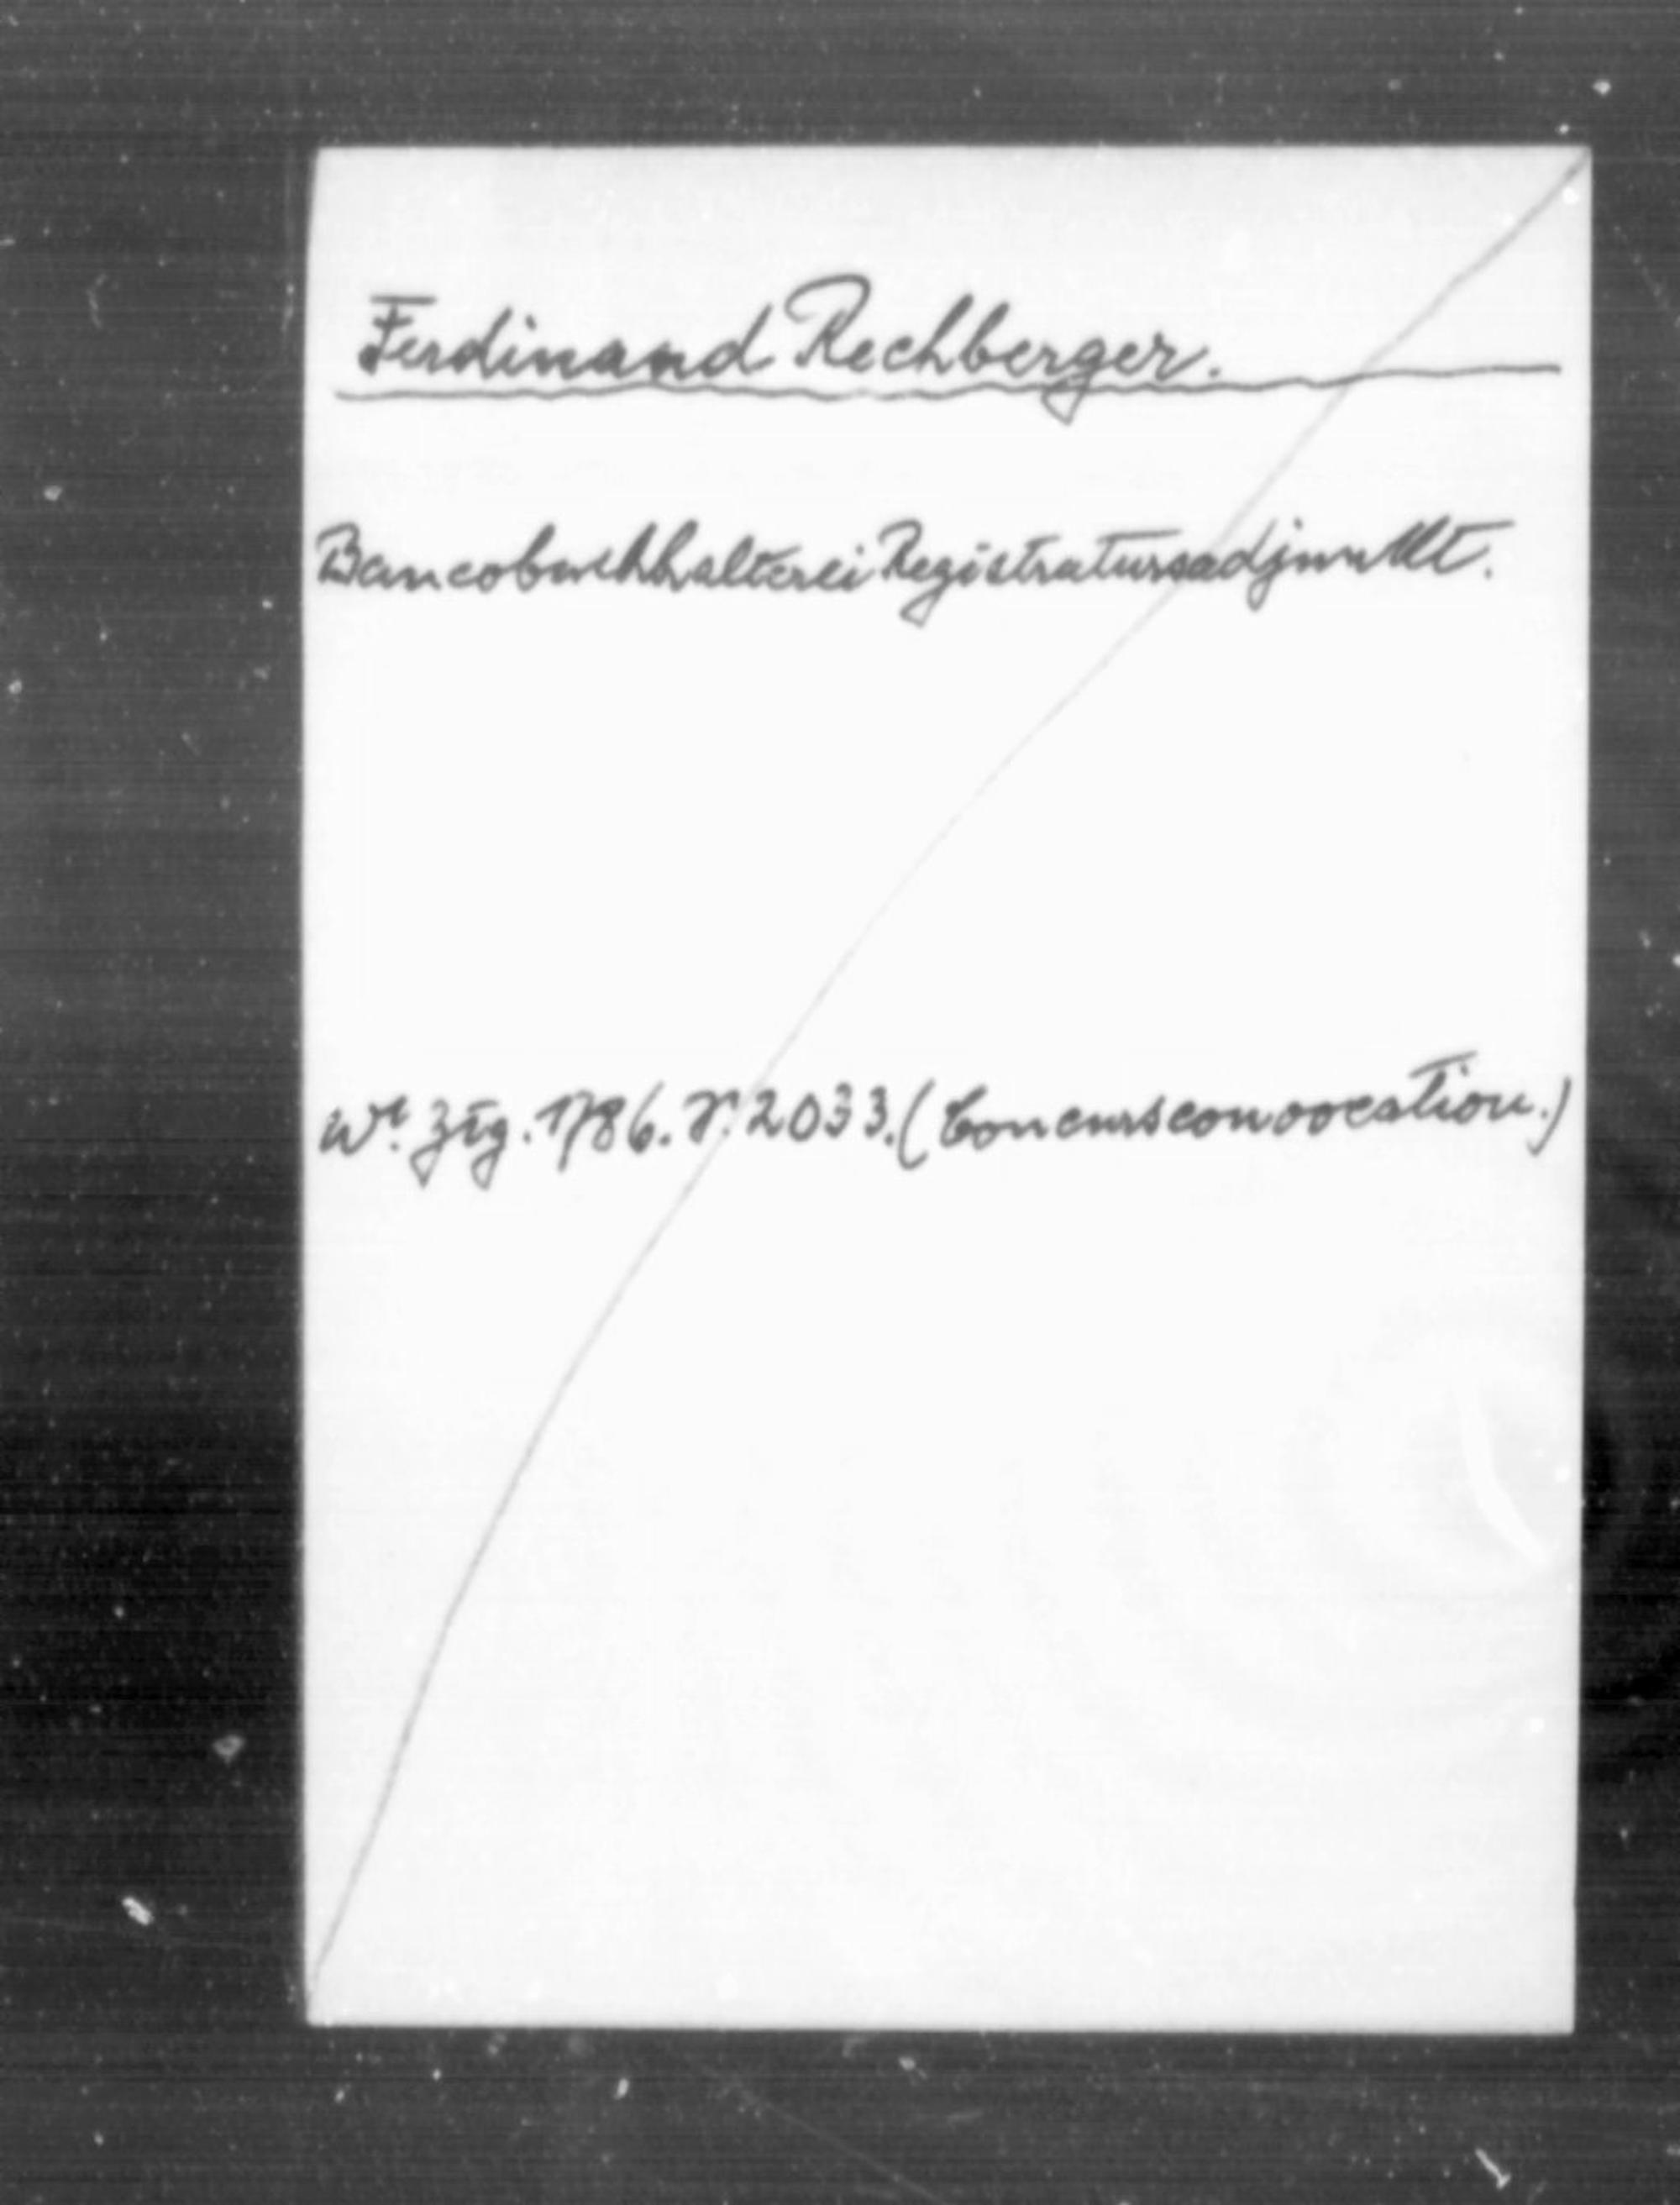 Ferdinand Rechberger.
Bancobuchhalterei Registratursadjunkt.
Wr. Ztg. 1786. S. 2033. (Concursconvocation.)